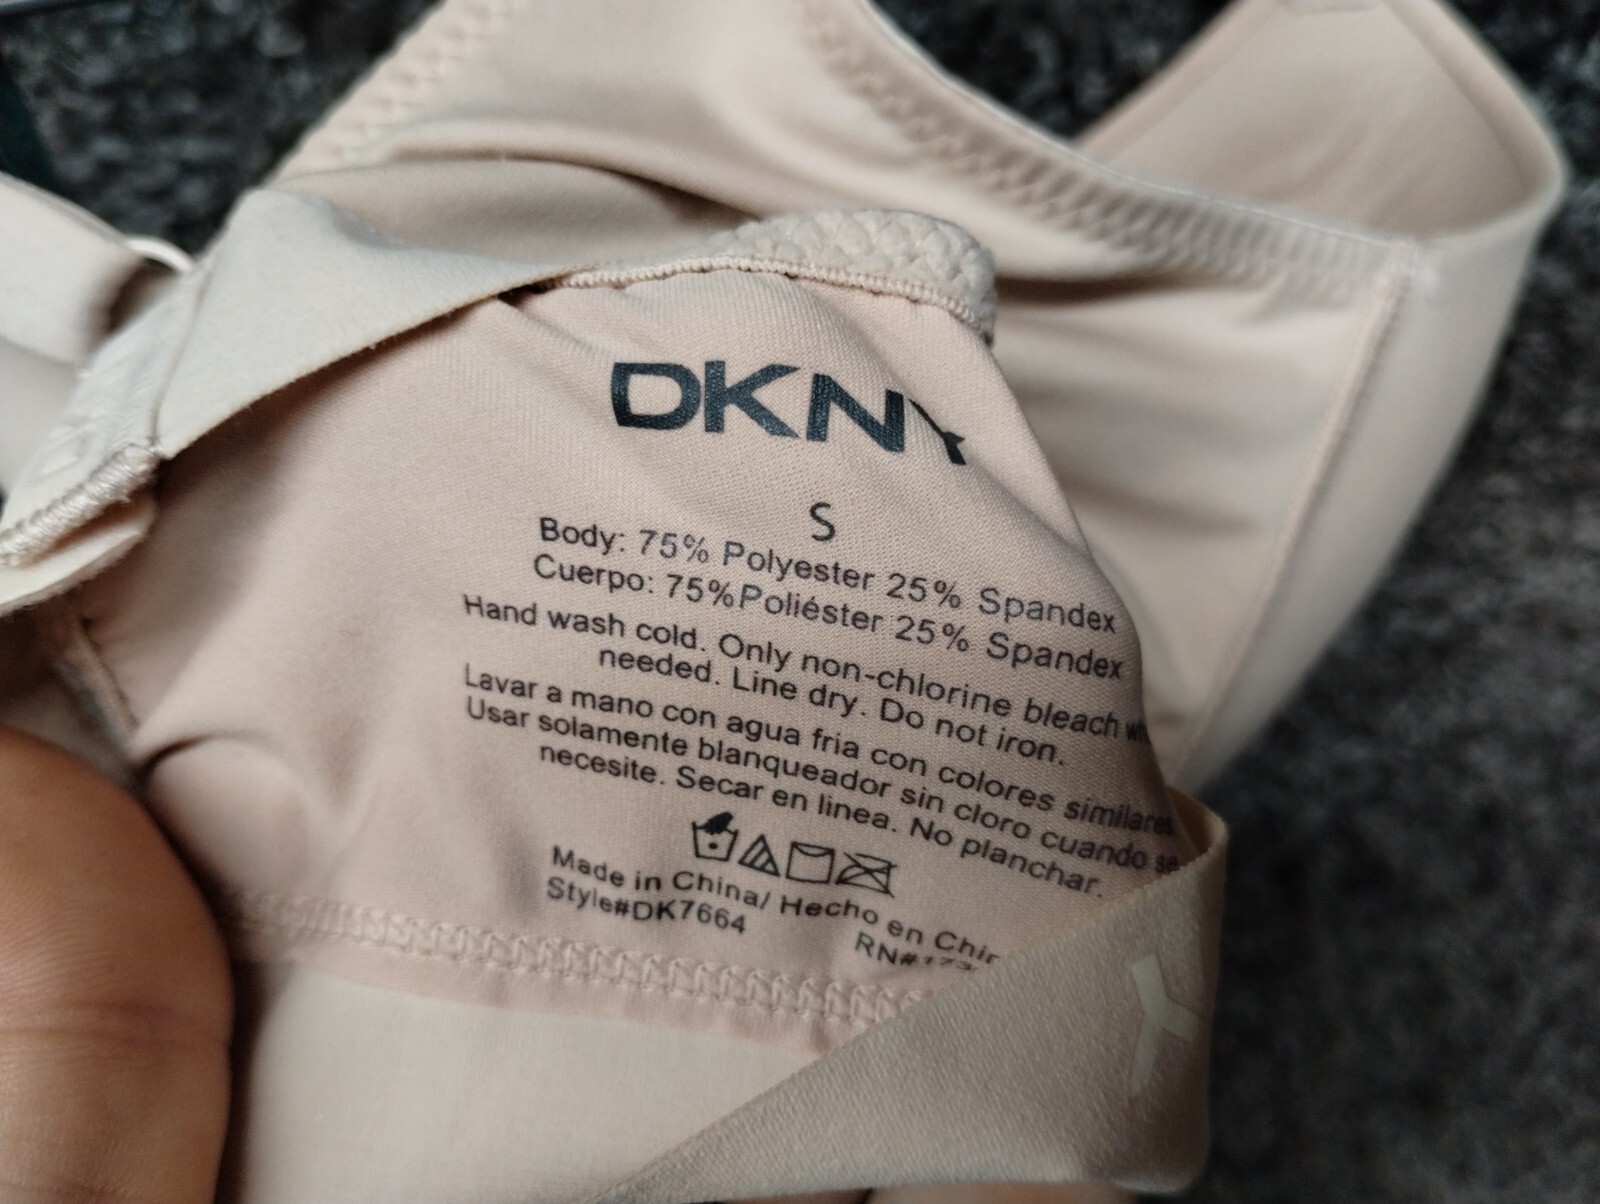 DKNY
S
Body: 75% Polyester 25% Spandex
Cuerpo: 75%Poliéster 25% Spandex
Hand wash cold. Only non-chlorine bleach
needed. Line dry. Do not iron.
Lavar a mano con agua fria con colores similares.
Usar solamente blanqueador sin cloro cuando se
necesite. Secar en linea. No planchar.
Made in China/ Hecho en
Style#DK7664
RN#
Y